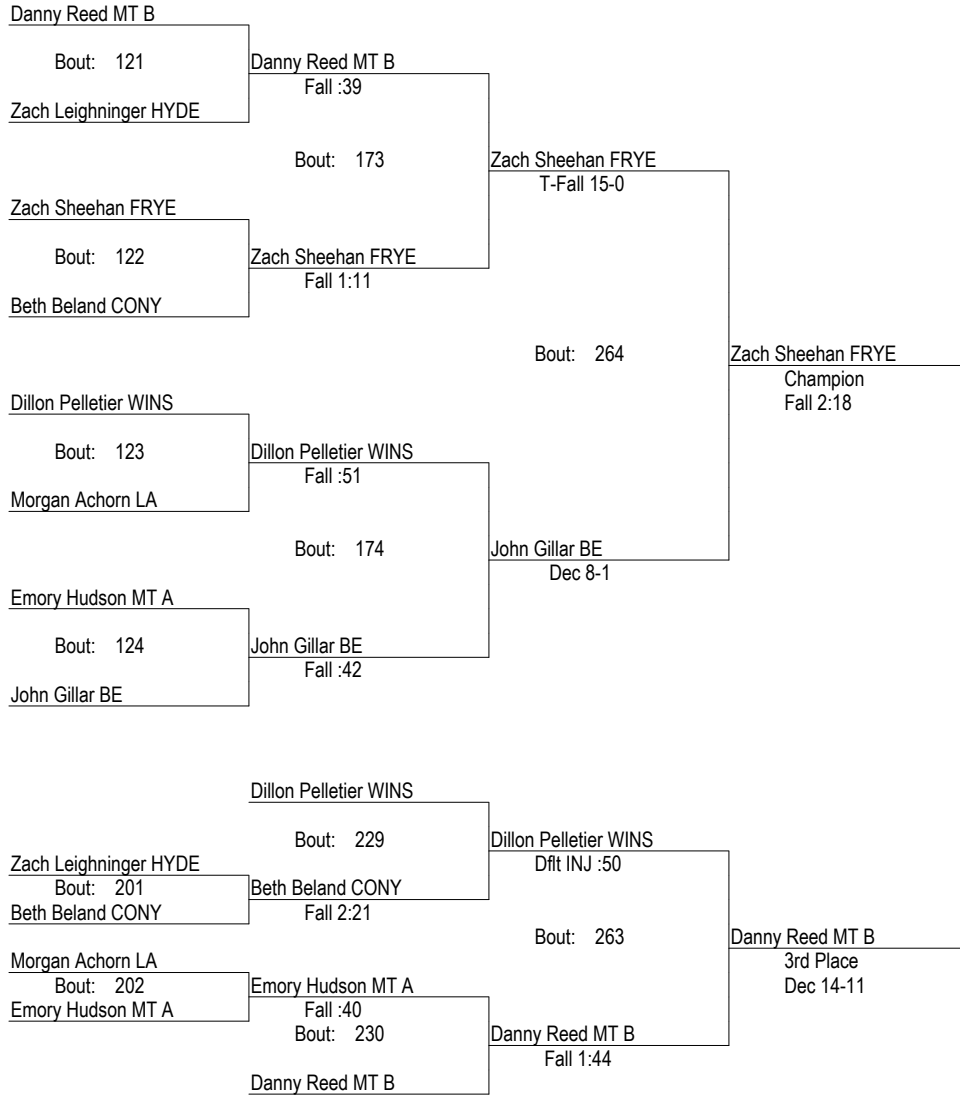 Danny Reed MT B
Bout: 121
Danny Reed MT B
Fall :39
Zach Leighninger HYDE
Bout: 173
Zach Sheehan FRYE
T-Fall 15-0
Zach Sheehan FRYE
Bout: 122
Zach Sheehan FRYE
Fall 1:11
Beth Beland CONY
Bout: 264
Zach Sheehan FRYE
Champion
Fall 2:18
Dillon Pelletier WINS
Bout: 123
Dillon Pelletier WINS
Fall :51
Morgan Achorn LA
Bout: 174
John Gillar BE
Dec 8-1
Emory Hudson MT A
Bout: 124
John Gillar BE
Fall :42
John Gillar BE
Dillon Pelletier WINS
Bout: 229
Dillon Pelletier WINS
Dflt INJ :50
Zach Leighninger HYDE
Bout: 201
Beth Beland CONY
Beth Beland CONY
Fall 2:21
Bout: 263
Danny Reed MT B
3rd Place
Dec 14-11
Morgan Achorn LA
Bout: 202
Emory Hudson MT A
Emory Hudson MT A
Fall :40
Bout: 230
Danny Reed MT B
Fall 1:44
Danny Reed MT B